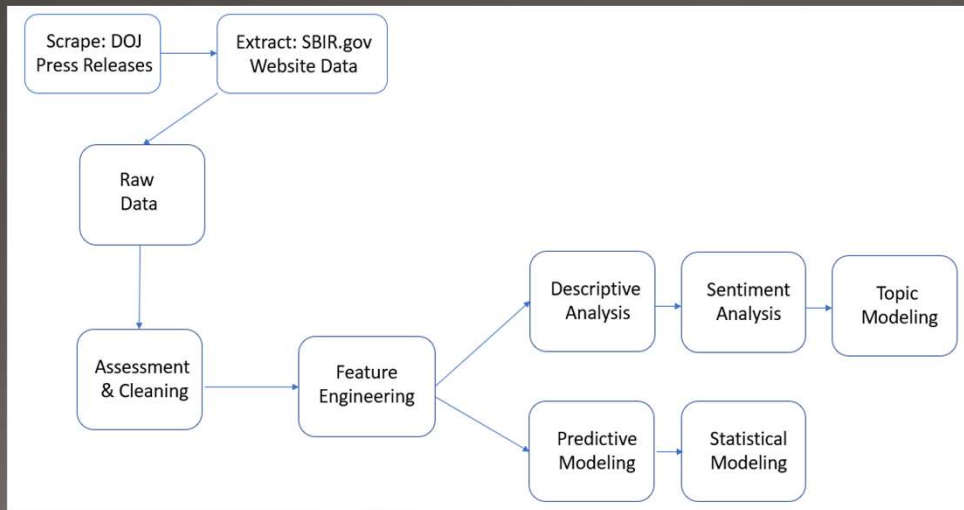 Scrape: DOJ
Press Releases
Extract: SBIR.gov
Website Data
Raw
Data
Assessment
& Cleaning
Feature
Engineering
Descriptive
Analysis
Sentiment
Analysis
Topic
Modeling
Predictive
Modeling
Statistical
Modeling